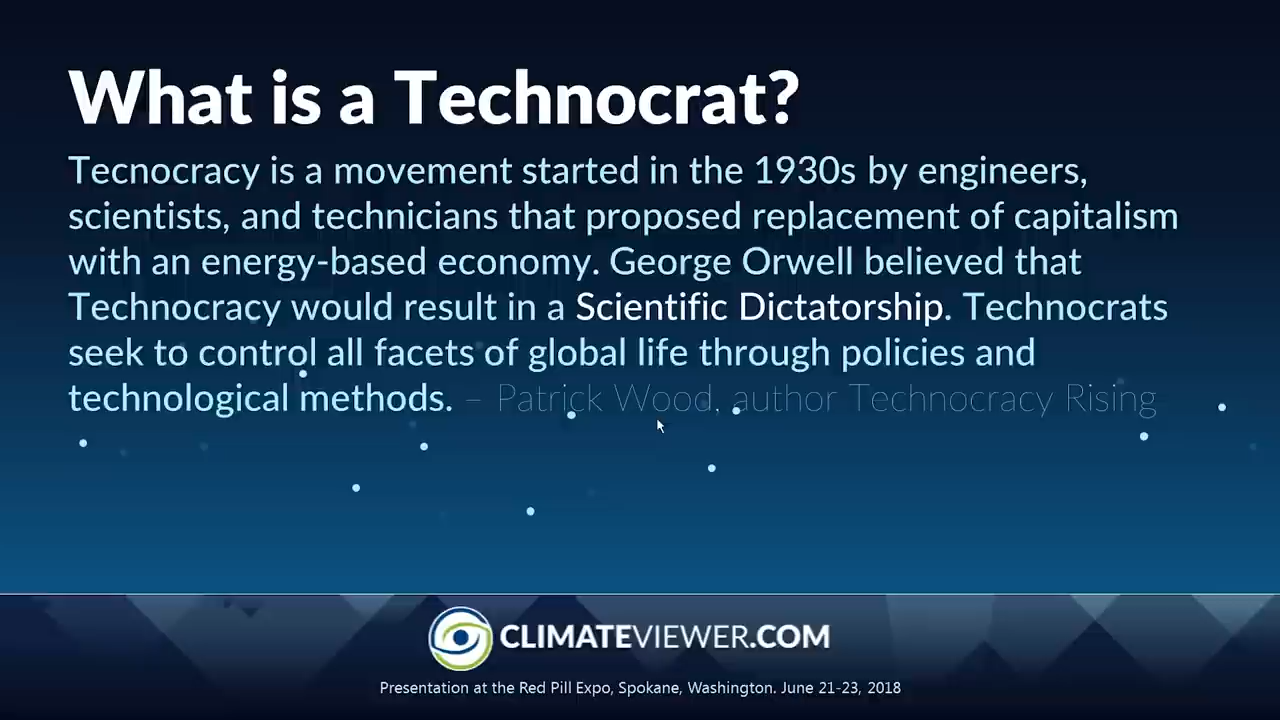 What is a Technocrat?
Tecnocracy is a movement started in the 1930s by engineers,
scientists, and technicians that proposed replacement of capitalism
with an energy-based economy. George Orwell believed that
Technocracy would result in a Scientific Dictatorship. Technocrats
seek to control all facets of global life through policies and
technological methods. – Patrick Wood, author Technocracy Rising
CLIMATEVIEWER.COM
Presentation at the Red Pill Expo, Spokane, Washington. June 21-23, 2018